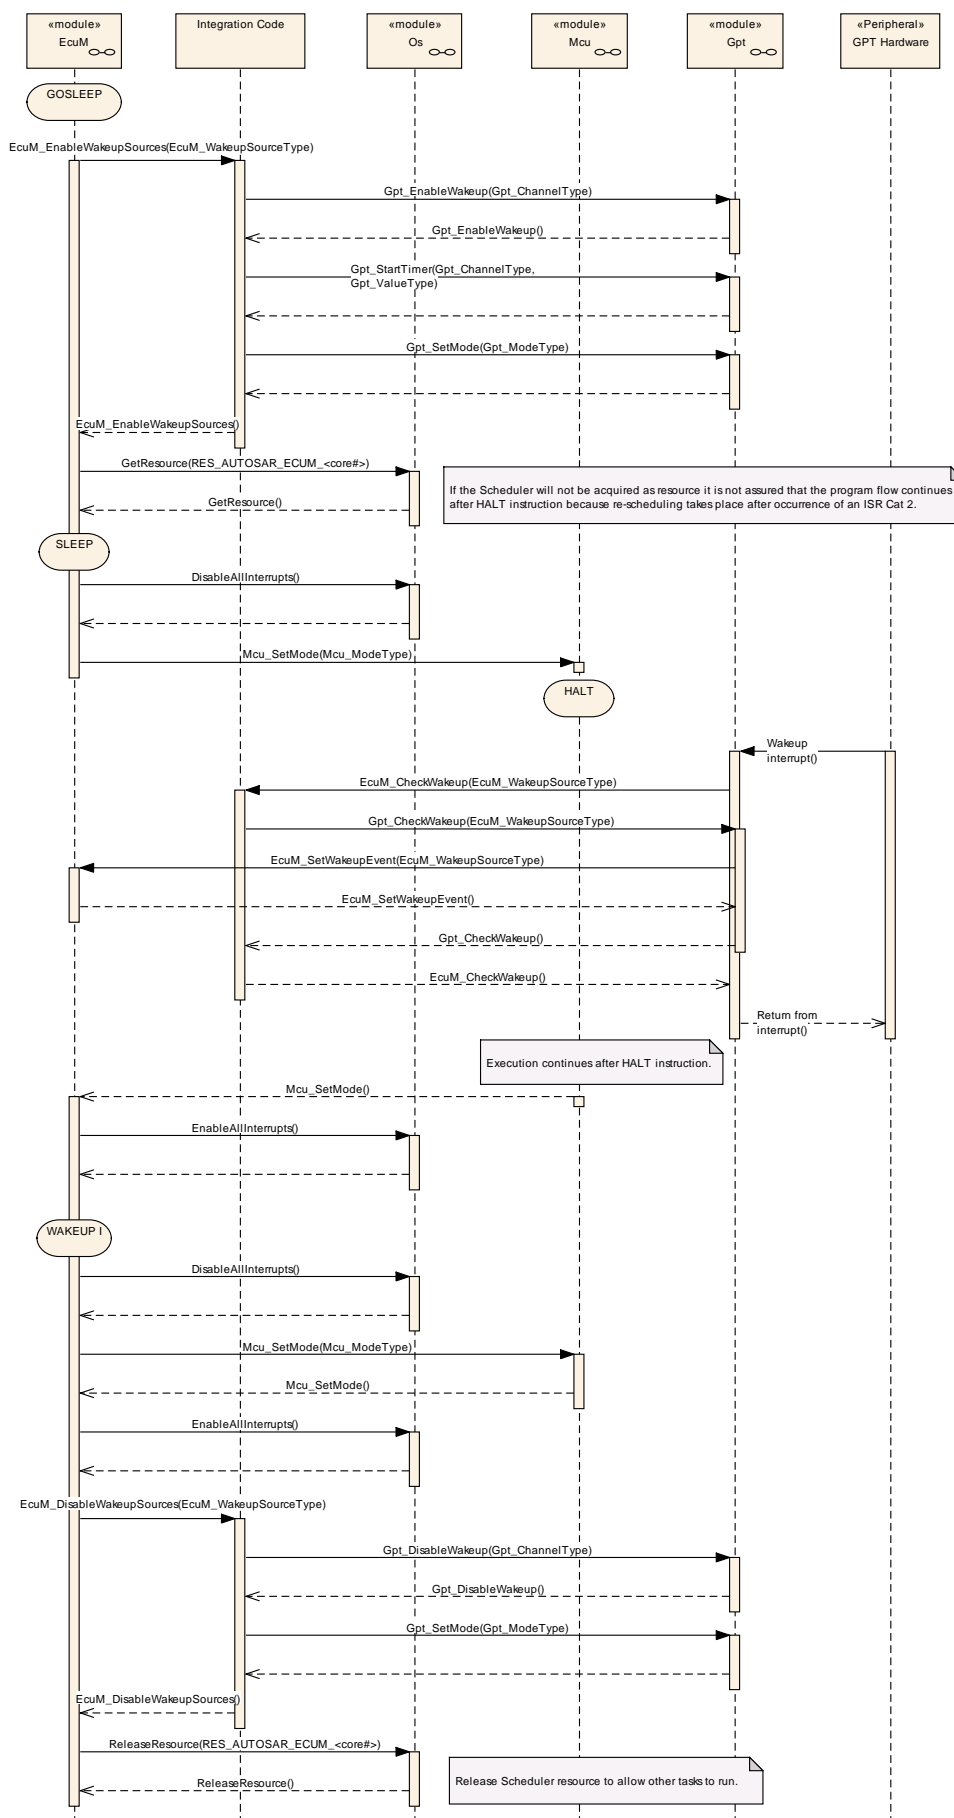 «module»
EcuM
Integration Code
«module»
Os
«module»
Mcu
«module»
Gpt
«Peripheral»
GPT Hardware
GOSLEEP
EcuM_EnableWakeupSources(EcuM_WakeupSourceType)
Gpt_EnableWakeup(Gpt_ChannelType)
Gpt_EnableWakeup()
Gpt_StartTimer(Gpt_ChannelType,
Gpt_ValueType)
Gpt_SetMode(Gpt_ModeType)
EcuM_EnableWakeupSources()
GetResource(RES_AUTOSAR_ECUM_<core#>)
GetResource()
If the Scheduler will not be acquired as resource it is not assured that the program flow continues
after HALT instruction because re-scheduling takes place after occurrence of an ISR Cat 2.
SLEEP
DisableAllInterrupts()
Mcu_SetMode(Mcu_ModeType)
HALT
Wakeup
interrupt()
EcuM_CheckWakeup(EcuM_WakeupSourceType)
Gpt_CheckWakeup(EcuM_WakeupSourceType)
EcuM_SetWakeupEvent(EcuM_WakeupSourceType)
EcuM_SetWakeupEvent()
Gpt_CheckWakeup()
EcuM_CheckWakeup()
Return from
interrupt()
Execution continues after HALT instruction.
Mcu_SetMode()
EnableAllInterrupts()
WAKEUP I
DisableAllInterrupts()
Mcu_SetMode(Mcu_ModeType)
Mcu_SetMode()
EnableAllInterrupts()
EcuM_DisableWakeupSources(EcuM_WakeupSourceType)
Gpt_DisableWakeup(Gpt_ChannelType)
Gpt_DisableWakeup()
Gpt_SetMode(Gpt_ModeType)
EcuM_DisableWakeupSources()
ReleaseResource(RES_AUTOSAR_ECUM_<core#>)
ReleaseResource()
Release Scheduler resource to allow other tasks to run.